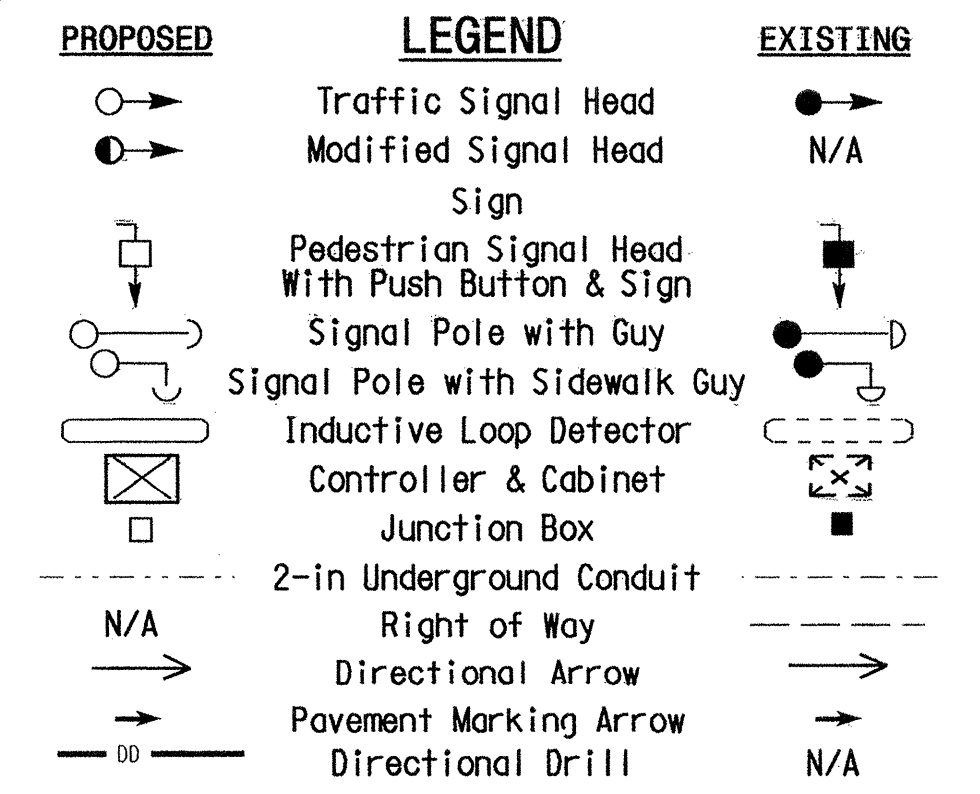 PROPOSED LEGEND EXISTING
Traffic Signal Head
Modified Signal Head N/A
Sign
Pedestrian Signal Head
With Push Button & Sign
Signal Pole with Guy
Signal Pole with Sidewalk Guy
Inductive Loop Detector
Controller & Cabinet
Junction Box
2-in Underground Conduit
N/A Right of Way
Directional Arrow
Pavement Marking Arrow
DD Directional Drill N/A